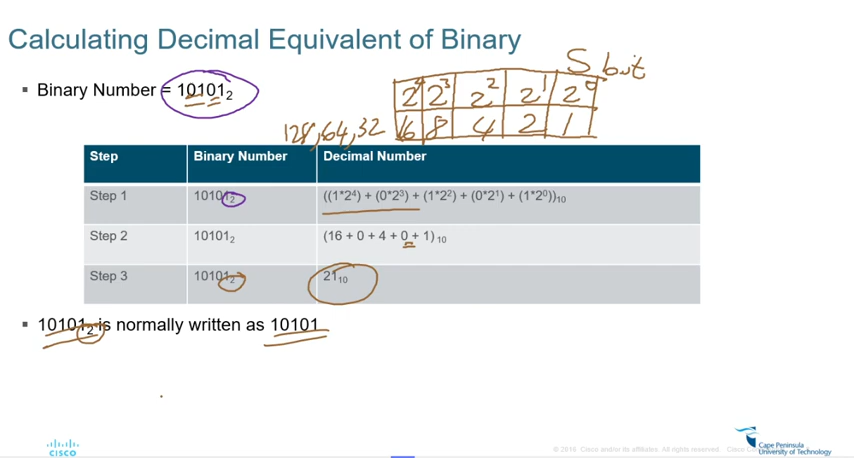 Calculating Decimal Equivalent of Binary
5 bit
▪ Binary Number = 10101₂
2⁴ 2³ 2² 2¹ 2⁰
128, 64, 32 16 8 4 2 1
Step Binary Number Decimal Number
Step 1 10101₂ ((1*2⁴) + (0*2³) + (1*2²) + (0*2¹) + (1*2⁰))₁₀
Step 2 10101₂ (16 + 0 + 4 + 0 + 1)₁₀
Step 3 10101₂ 21₁₀
▪ 10101₂ is normally written as 10101
CISCO
© 2016 Cisco and/or its affiliates. All rights reserved. Cisco
Cape Peninsula
University of Technology